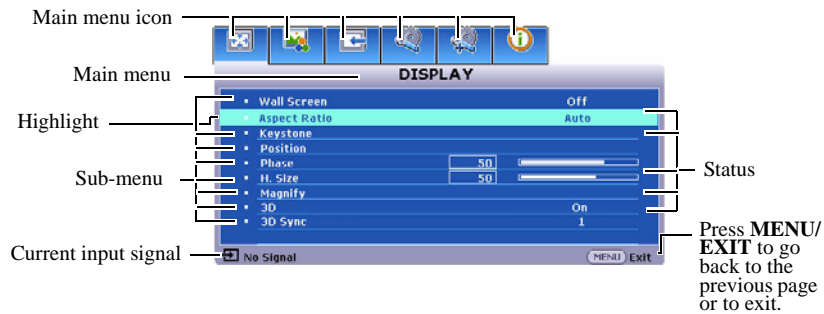 Main menu icon
Main menu
DISPLAY
Wall Screen Off
Highlight
Aspect Ratio Auto
Keystone
Position
Phase 50
Sub-menu
H. Size 50
Status
Magnify
3D On
3D Sync 1
Current input signal
No Signal
MENU Exit
Press MENU/
EXIT to go
back to the
previous page
or to exit.